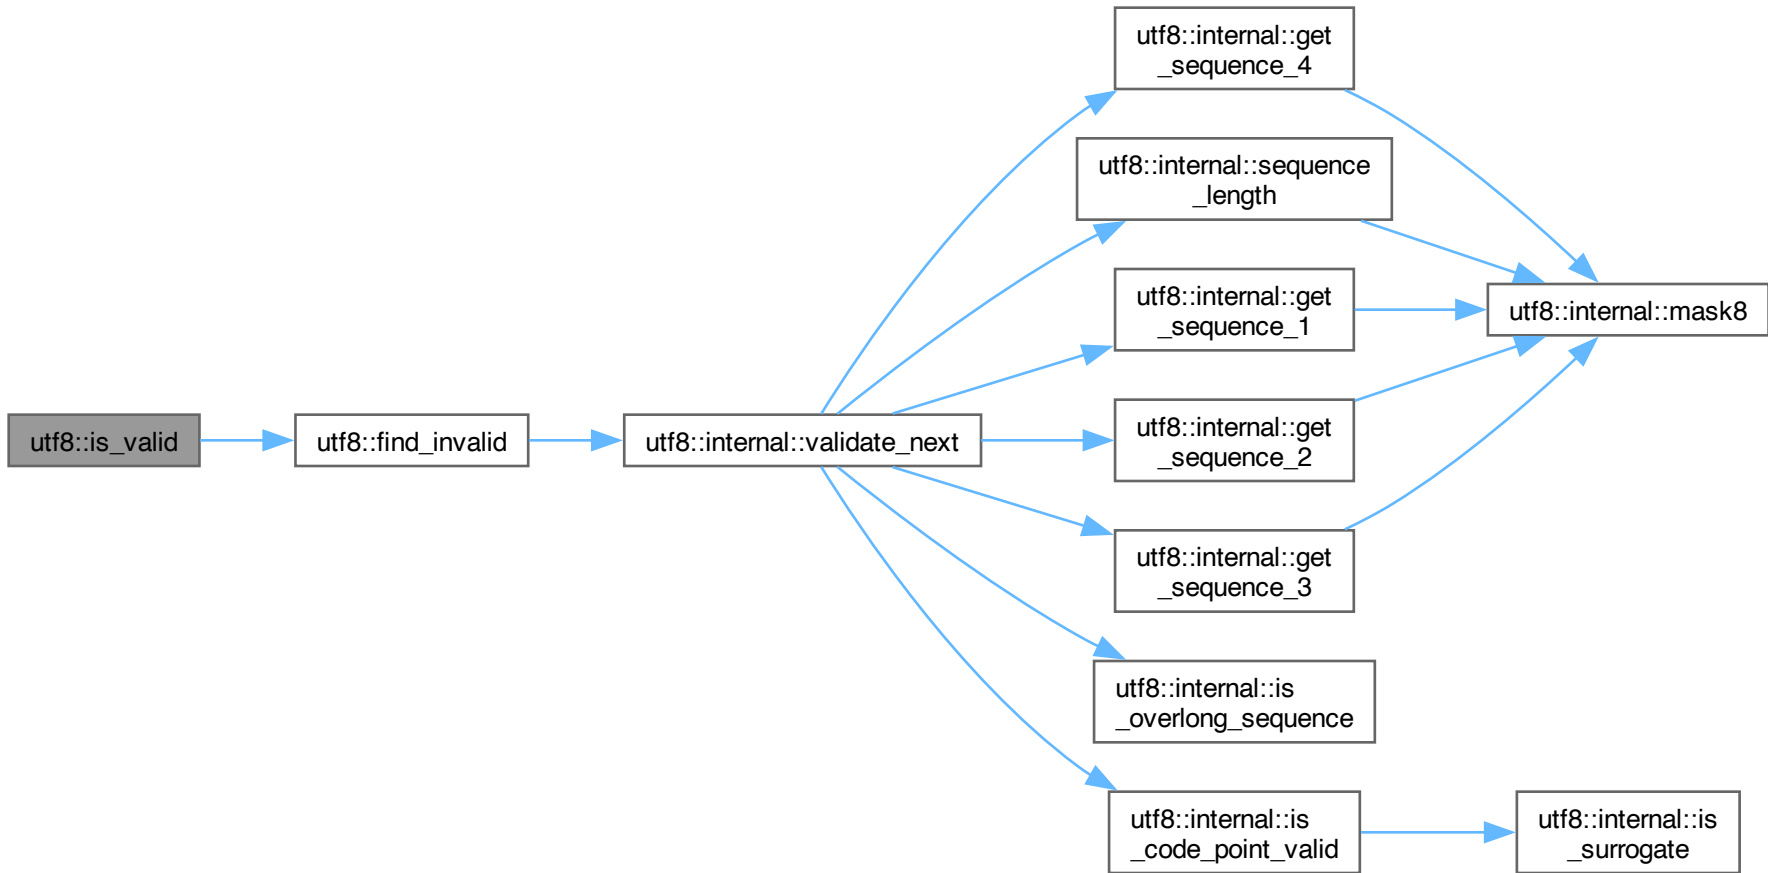 utf8::is_valid
utf8::find_invalid
utf8::internal::validate_next
utf8::internal::get
_sequence_4
utf8::internal::sequence
_length
utf8::internal::get
_sequence_1
utf8::internal::get
_sequence_2
utf8::internal::get
_sequence_3
utf8::internal::is
_overlong_sequence
utf8::internal::is
_code_point_valid
utf8::internal::mask8
utf8::internal::is
_surrogate